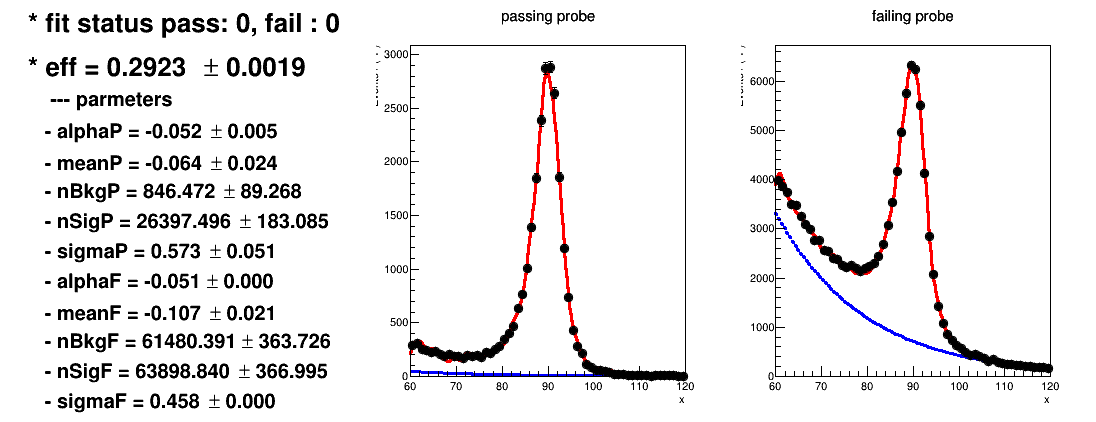 * fit status pass: 0, fail : 0
* eff = 0.2923 ± 0.0019
--- parmeters
- alphaP = -0.052 ± 0.005
- meanP = -0.064 ± 0.024
- nBkgP = 846.472 ± 89.268
- nSigP = 26397.496 ± 183.085
- sigmaP = 0.573 ± 0.051
- alphaF = -0.051 ± 0.000
- meanF = -0.107 ± 0.021
- nBkgF = 61480.391 ± 363.726
- nSigF = 63898.840 ± 366.995
- sigmaF = 0.458 ± 0.000
passing probe
3000
2500
2000
1500
1000
500
0
60 70 80 90 100 110 120
x
failing probe
6000
5000
4000
3000
2000
1000
0
60 70 80 90 100 110 120
x